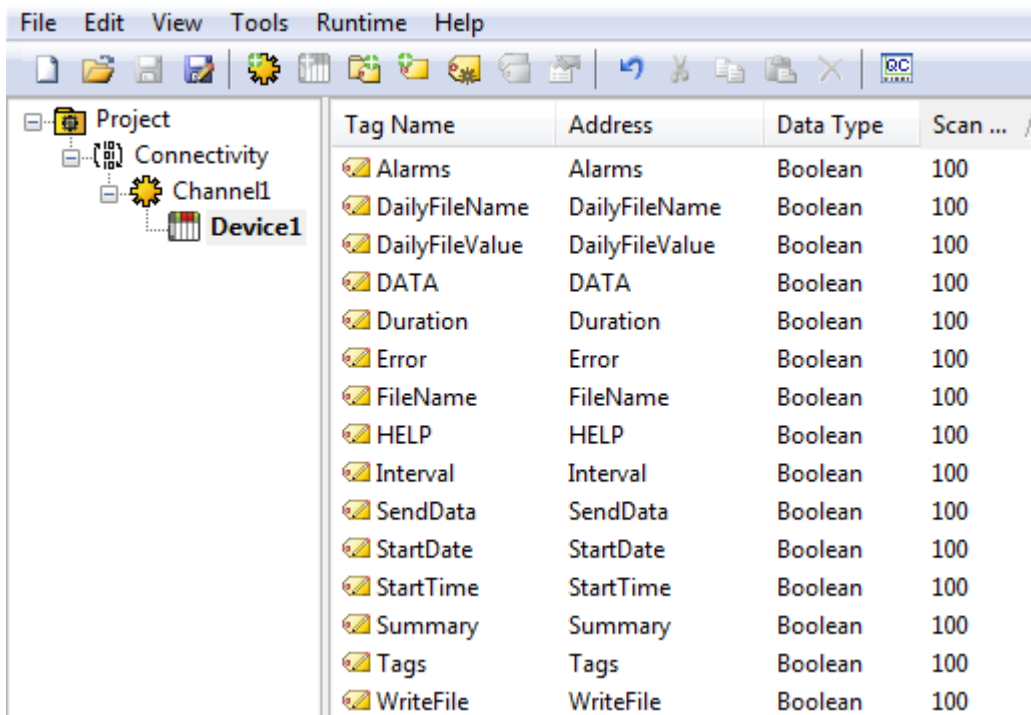 File Edit View Tools Runtime Help
QC
Project
Connectivity
Channel1
Device1
Tag Name Address Data Type Scan ...
Alarms Alarms Boolean 100
DailyFileName DailyFileName Boolean 100
DailyFileValue DailyFileValue Boolean 100
DATA DATA Boolean 100
Duration Duration Boolean 100
Error Error Boolean 100
FileName FileName Boolean 100
HELP HELP Boolean 100
Interval Interval Boolean 100
SendData SendData Boolean 100
StartDate StartDate Boolean 100
StartTime StartTime Boolean 100
Summary Summary Boolean 100
Tags Tags Boolean 100
WriteFile WriteFile Boolean 100